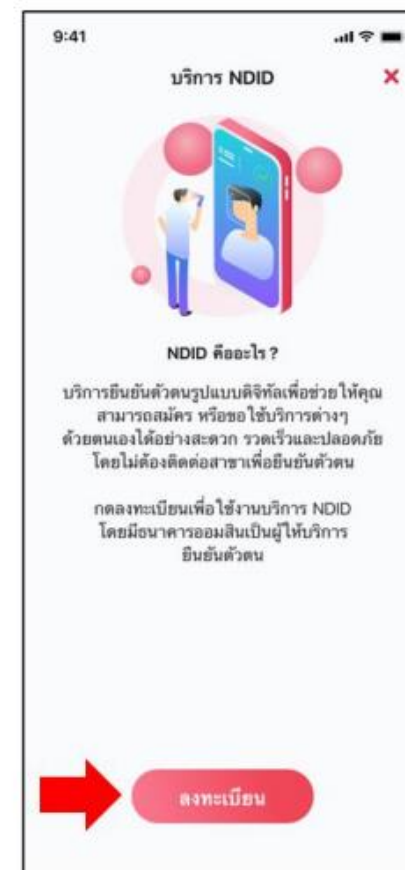 9:41
บริการ NDID
NDID คืออะไร ?
บริการยืนยันตัวตนรูปแบบดิจิทัลเพื่อช่วยให้คุณ
สามารถสมัคร หรือขอใช้บริการต่างๆ
ด้วยตนเองได้อย่างสะดวก รวดเร็วและปลอดภัย
โดยไม่ต้องติดต่อสาขาเพื่อยืนยันตัวตน
กดลงทะเบียนเพื่อใช้งานบริการ NDID
โดยมีธนาคารออมสินเป็นผู้ให้บริการ
ยืนยันตัวตน
ลงทะเบียน